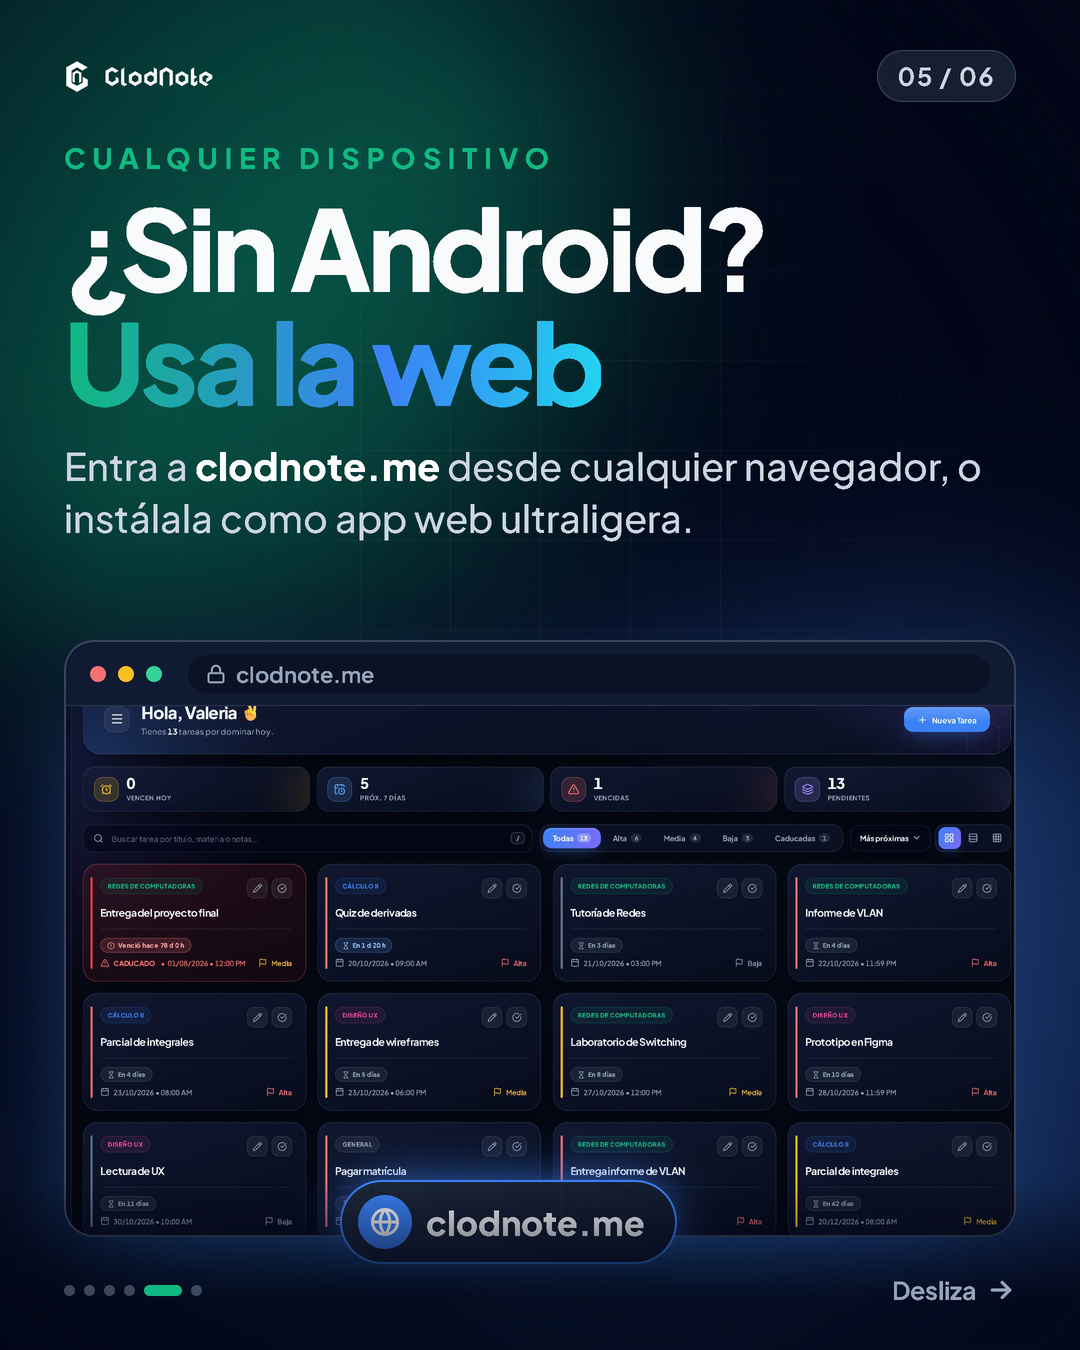 ClodNote
05 / 06
CUALQUIER DISPOSITIVO
¿Sin Android?
Usa la web
Entra a clodnote.me desde cualquier navegador, o
instálala como app web ultraligera.
clodnote.me
Hola, Valeria ✌
Tienes 13 tareas por dominar hoy.
+ Nueva Tarea
0
VENCEN HOY
5
PRÓX. 7 DÍAS
1
VENCIDAS
13
PENDIENTES
Buscar tarea por título, materia o notas...
/
Todas 13 Alta 6 Media 4 Baja 3 Caducadas 1
Más próximas
REDES DE COMPUTADORAS
Entrega del proyecto final
Venció hace 78 d 0 h
CADUCADO • 01/08/2026 • 12:00 PM Media
CÁLCULO II
Quiz de derivadas
En 1 d 20 h
20/10/2026 • 09:00 AM Alta
REDES DE COMPUTADORAS
Tutoría de Redes
En 3 días
21/10/2026 • 03:00 PM Baja
REDES DE COMPUTADORAS
Informe de VLAN
En 4 días
22/10/2026 • 11:59 PM Alta
CÁLCULO II
Parcial de integrales
En 4 días
23/10/2026 • 08:00 AM Alta
DISEÑO UX
Entrega de wireframes
En 5 días
23/10/2026 • 06:00 PM Media
REDES DE COMPUTADORAS
Laboratorio de Switching
En 8 días
27/10/2026 • 12:00 PM Media
DISEÑO UX
Prototipo en Figma
En 10 días
28/10/2026 • 11:59 PM Alta
DISEÑO UX
Lectura de UX
En 11 días
30/10/2026 • 10:00 AM Baja
GENERAL
Pagar matrícula
REDES DE COMPUTADORAS
Entrega informe de VLAN
Alta
CÁLCULO II
Parcial de integrales
En 62 días
20/12/2026 • 08:00 AM Media
clodnote.me
Desliza →